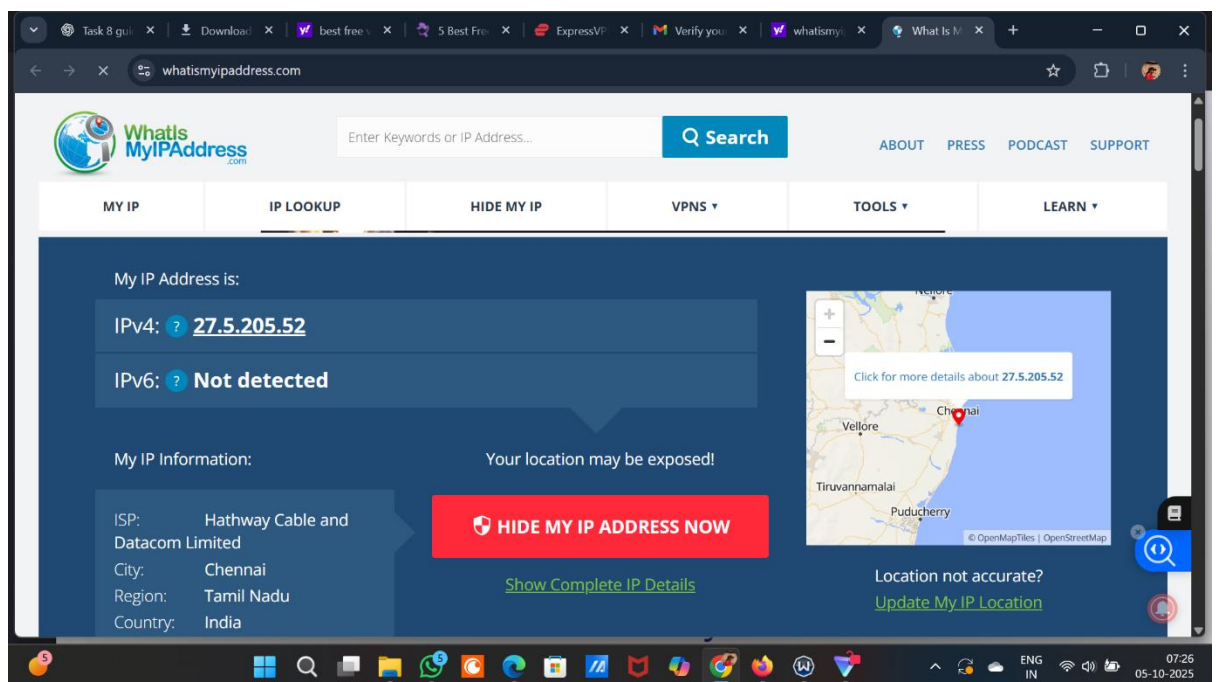 Task 8 gui
Download
best free v
5 Best Fre
ExpressVP
Verify you
whatismyi
What Is M
whatismyipaddress.com
WhatIs
MyIPAddress
.com
Enter Keywords or IP Address...
Search
ABOUT PRESS PODCAST SUPPORT
MY IP IP LOOKUP HIDE MY IP VPNS TOOLS LEARN
My IP Address is:
IPv4: ? 27.5.205.52
IPv6: ? Not detected
My IP Information:
ISP: Hathway Cable and
Datacom Limited
City: Chennai
Region: Tamil Nadu
Country: India
Your location may be exposed!
HIDE MY IP ADDRESS NOW
Show Complete IP Details
Nellore
Click for more details about 27.5.205.52
Chennai
Vellore
Tiruvannamalai
Puducherry
© OpenMapTiles | OpenStreetMap
Location not accurate?
Update My IP Location
5
5
ENG
IN
07:26
05-10-2025